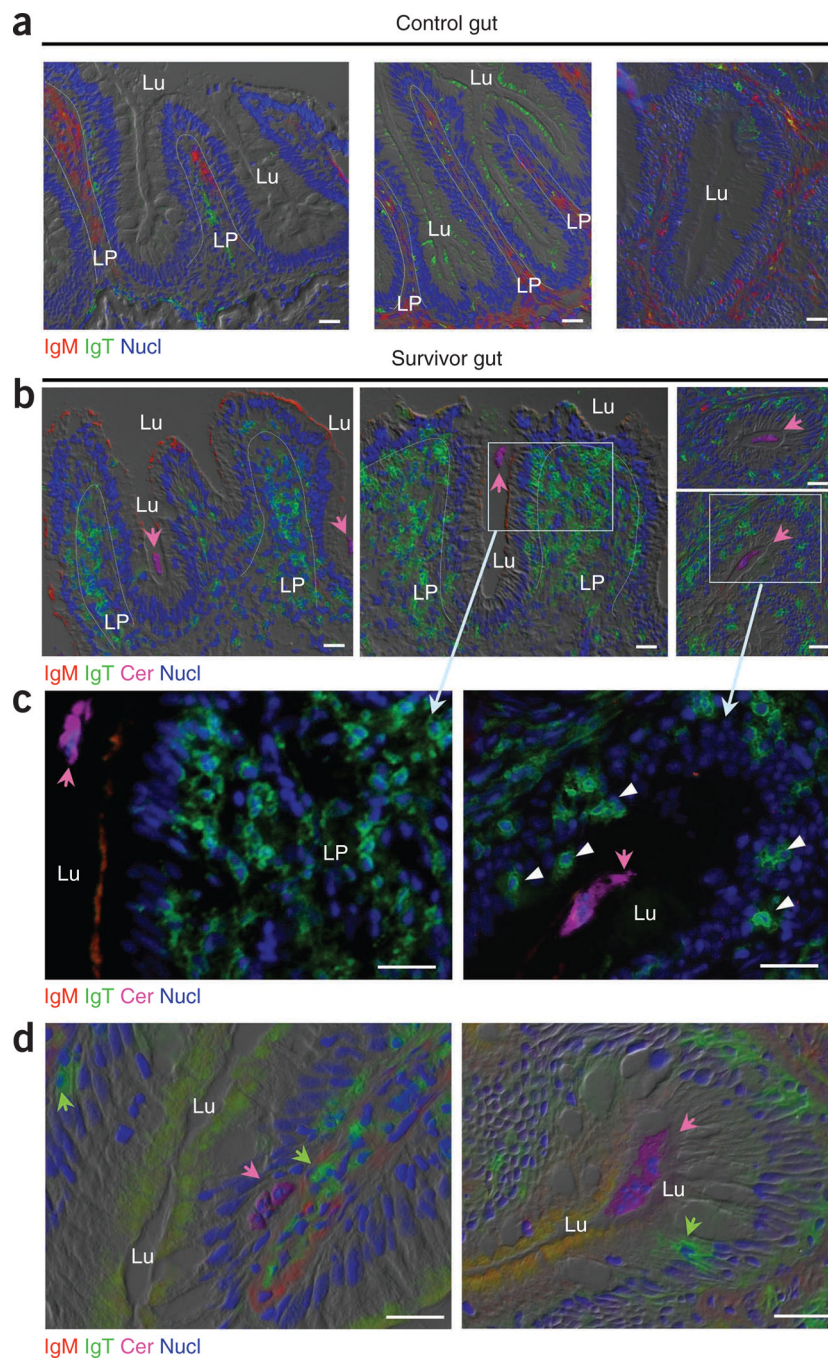 a
Control gut
Lu Lu LP LP
Lu Lu LP LP LP
Lu
IgM IgT Nucl
Survivor gut
b
Lu Lu Lu LP LP
Lu Lu LP LP
IgM IgT Cer Nucl
c
Lu LP
Lu
IgM IgT Cer Nucl
d
Lu Lu
Lu Lu
IgM IgT Cer Nucl